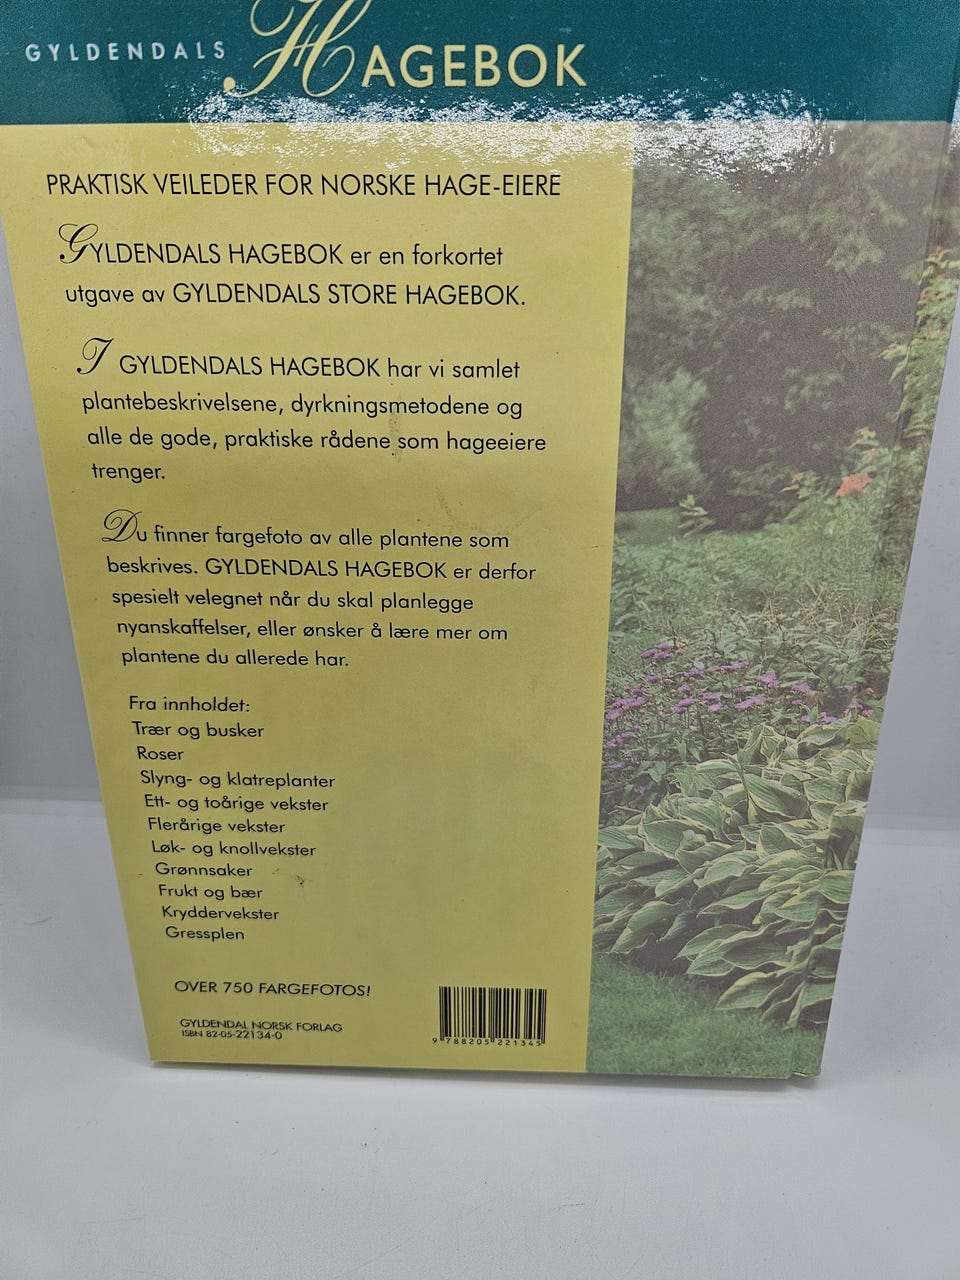 GYLDENDALS HAGEBOK
PRAKTISK VEILEDER FOR NORSKE HAGE-EIERE
GYLDENDALS HAGEBOK er en forkortet
utgave av GYLDENDALS STORE HAGEBOK.
I GYLDENDALS HAGEBOK har vi samlet
plantebeskrivelsene, dyrkningsmetodene og
alle de gode, praktiske rådene som hageeiere
trenger.
Du finner fargefoto av alle plantene som
beskrives. GYLDENDALS HAGEBOK er derfor
spesielt velegnet når du skal planlegge
nyanskaffelser, eller ønsker å lære mer om
plantene du allerede har.
Fra innholdet:
Trær og busker
Roser
Slyng- og klatreplanter
Ett- og toårige vekster
Flerårige vekster
Løk- og knollvekster
Grønnsaker
Frukt og bær
Kryddervekster
Gressplen
OVER 750 FARGEFOTOS!
GYLDENDAL NORSK FORLAG
ISBN 82-05-22134-0
9 788205 221345